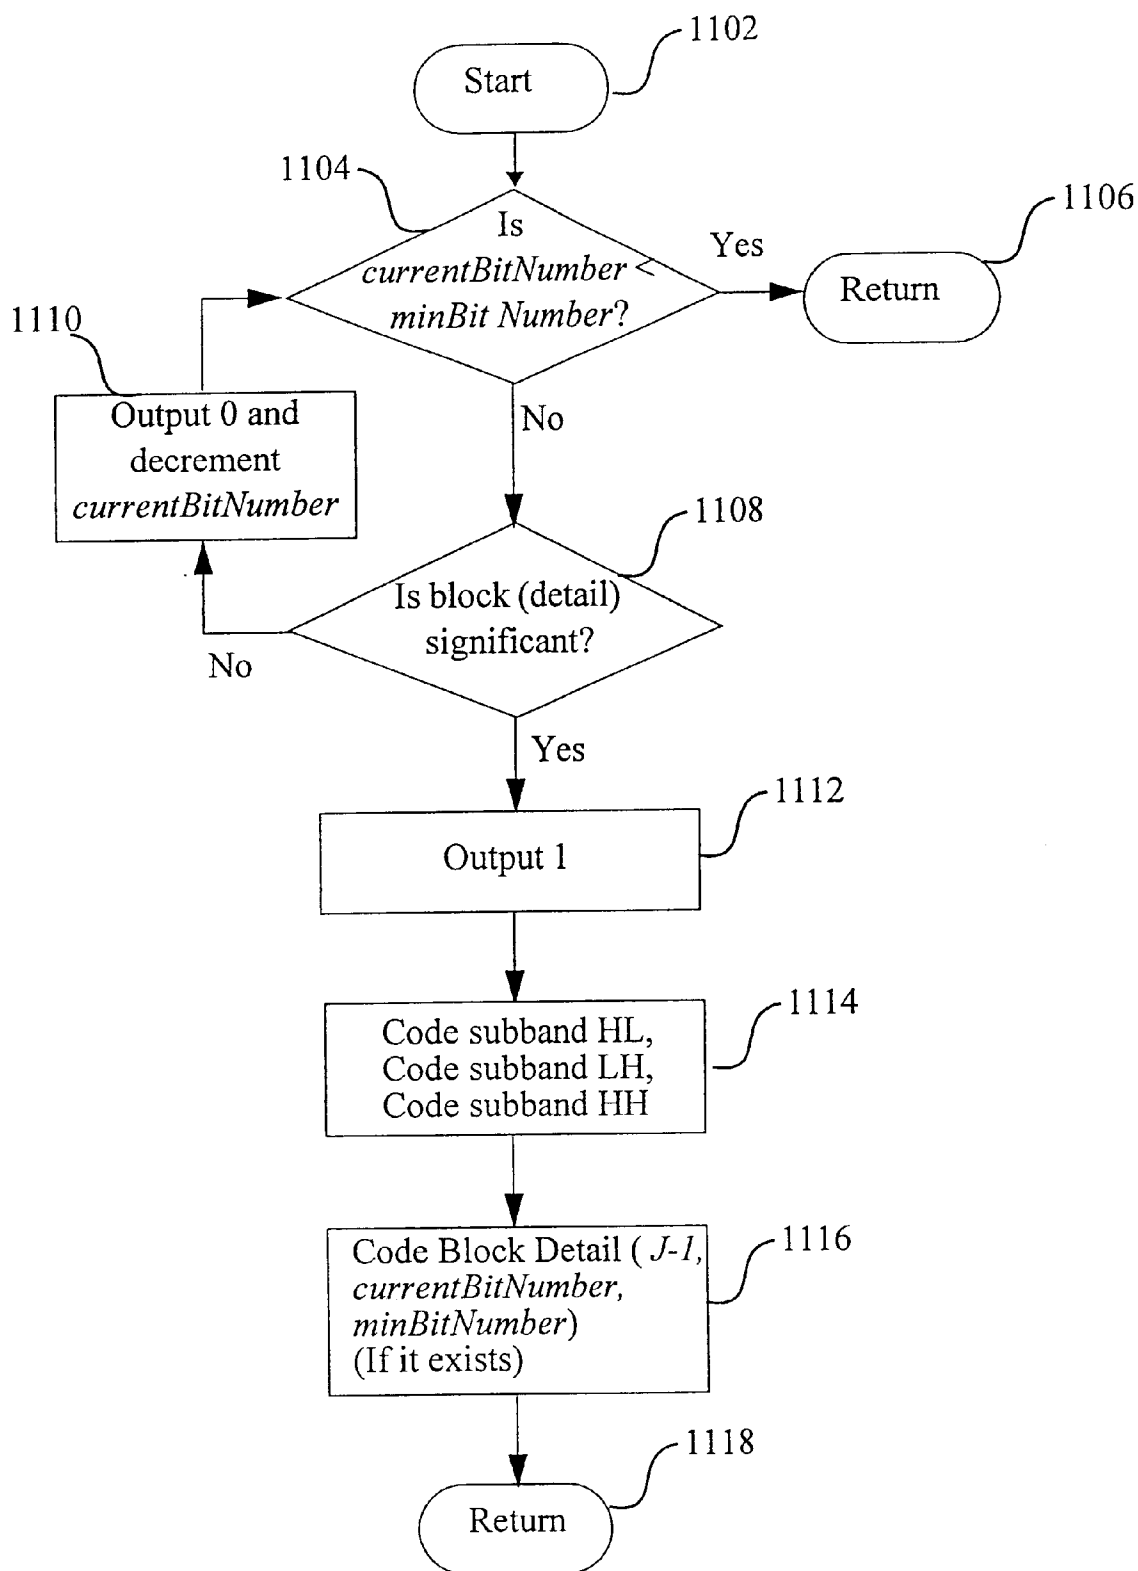 1102
Start
1104
Is
currentBitNumber <
minBit Number?
Yes
1106
Return
1110
Output 0 and
decrement
currentBitNumber
No
1108
Is block (detail)
significant?
No
Yes
1112
Output 1
1114
Code subband HL,
Code subband LH,
Code subband HH
1116
Code Block Detail ( J-1,
currentBitNumber,
minBitNumber)
(If it exists)
1118
Return